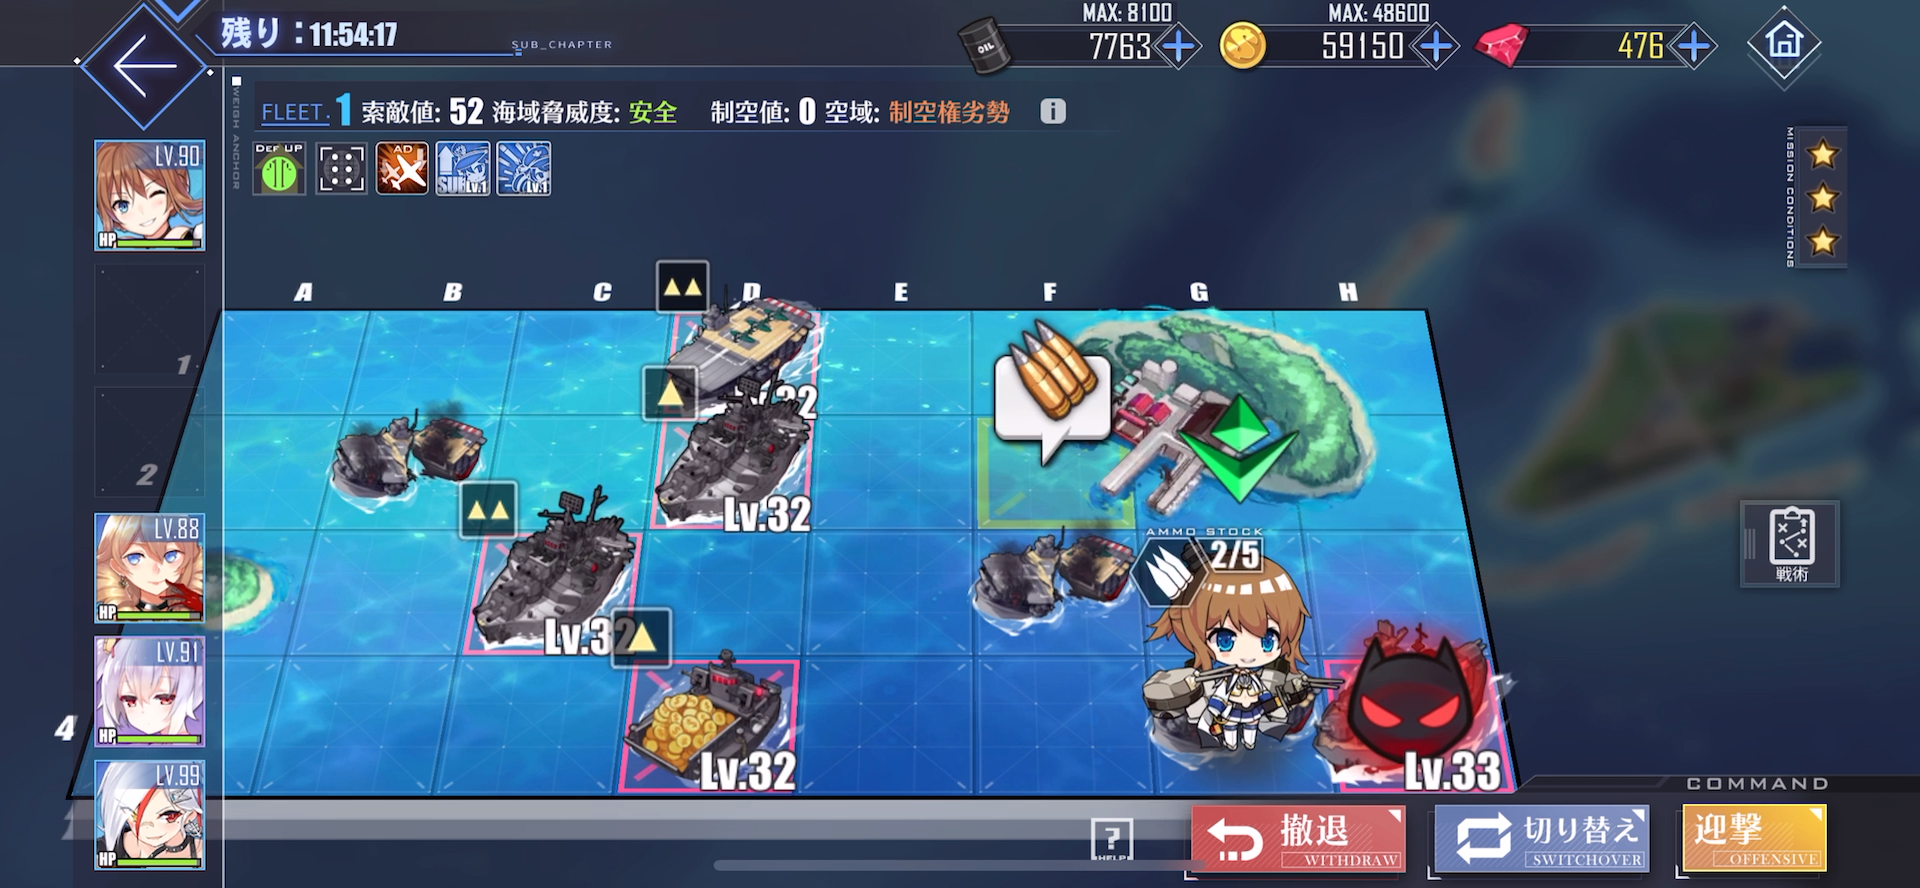 残り：11:54:17
SUB_CHAPTER
MAX: 8100
7763
OIL
MAX: 48600
59150
476
WEIGH ANCHOR
FLEET. 1 索敵値: 52 海域脅威度: 安全 制空値: 0 空域: 制空権劣勢 i
DEF UP
AD
SUB LV.1
LV.1
MISSION CONDITIONS
LV.90
HP
1
2
4
LV.88
HP
LV.91
HP
LV.99
HP
A B C D E F G H
Lv.32
Lv.32
Lv.32
Lv.32
AMMO STOCK
2/5
Lv.33
戦術
COMMAND
?
HELP
撤退
WITHDRAW
切り替え
SWITCHOVER
迎撃
OFFENSIVE